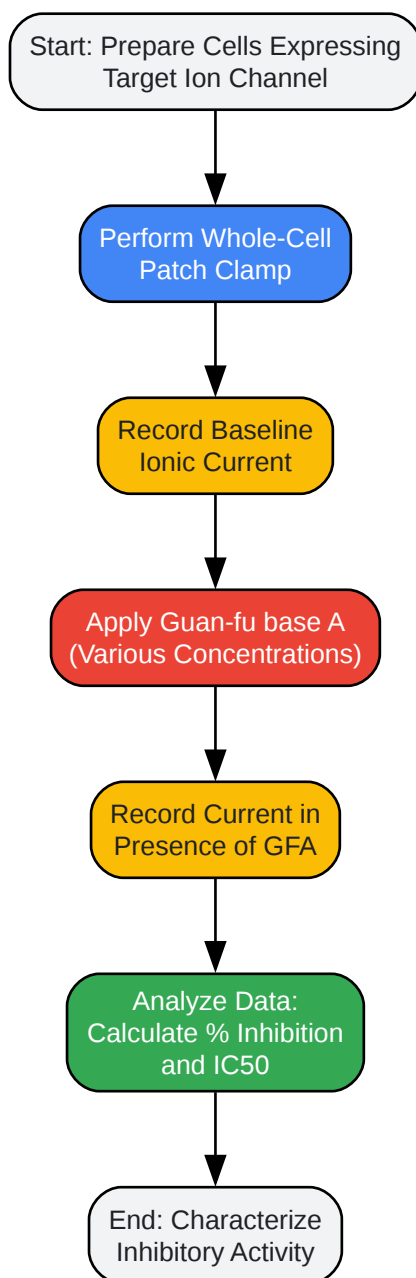 Start: Prepare Cells Expressing
Target Ion Channel
Perform Whole-Cell
Patch Clamp
Record Baseline
Ionic Current
Apply Guan-fu base A
(Various Concentrations)
Record Current in
Presence of GFA
Analyze Data:
Calculate % Inhibition
and IC50
End: Characterize
Inhibitory Activity